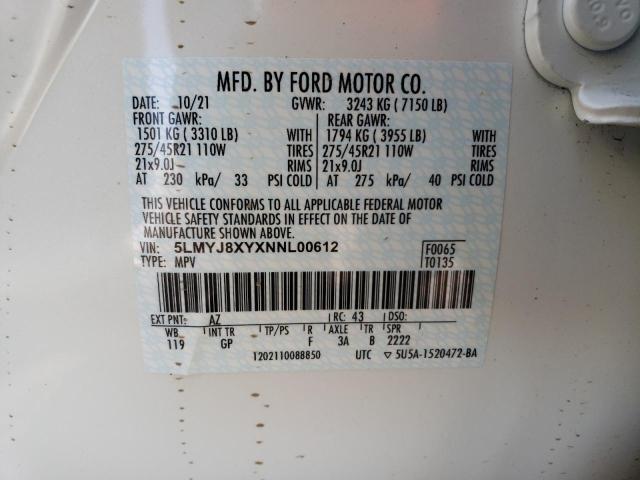 MFD. BY FORD MOTOR CO.
DATE: 10/21 GVWR: 3243 KG ( 7150 LB)
FRONT GAWR: REAR GAWR:
1501 KG ( 3310 LB) WITH 1794 KG ( 3955 LB) WITH
275/45R21 110W TIRES 275/45R21 110W TIRES
21x9.0J RIMS 21x9.0J RIMS
AT 230 kPa/ 33 PSI COLD AT 275 kPa/ 40 PSI COLD
THIS VEHICLE CONFORMS TO ALL APPLICABLE FEDERAL MOTOR
VEHICLE SAFETY STANDARDS IN EFFECT ON THE DATE OF
MANUFACTURE SHOWN ABOVE.
VIN: 5LMYJ8XYXNNL00612 F0065
TYPE: MPV T0135
EXT PNT: AZ RC: 43 DSO:
WB INT TR TP/PS R AXLE TR SPR
119 GP F 3A B 2222
1202110088850 UTC ▽ 5U5A-1520472-BA
10.9